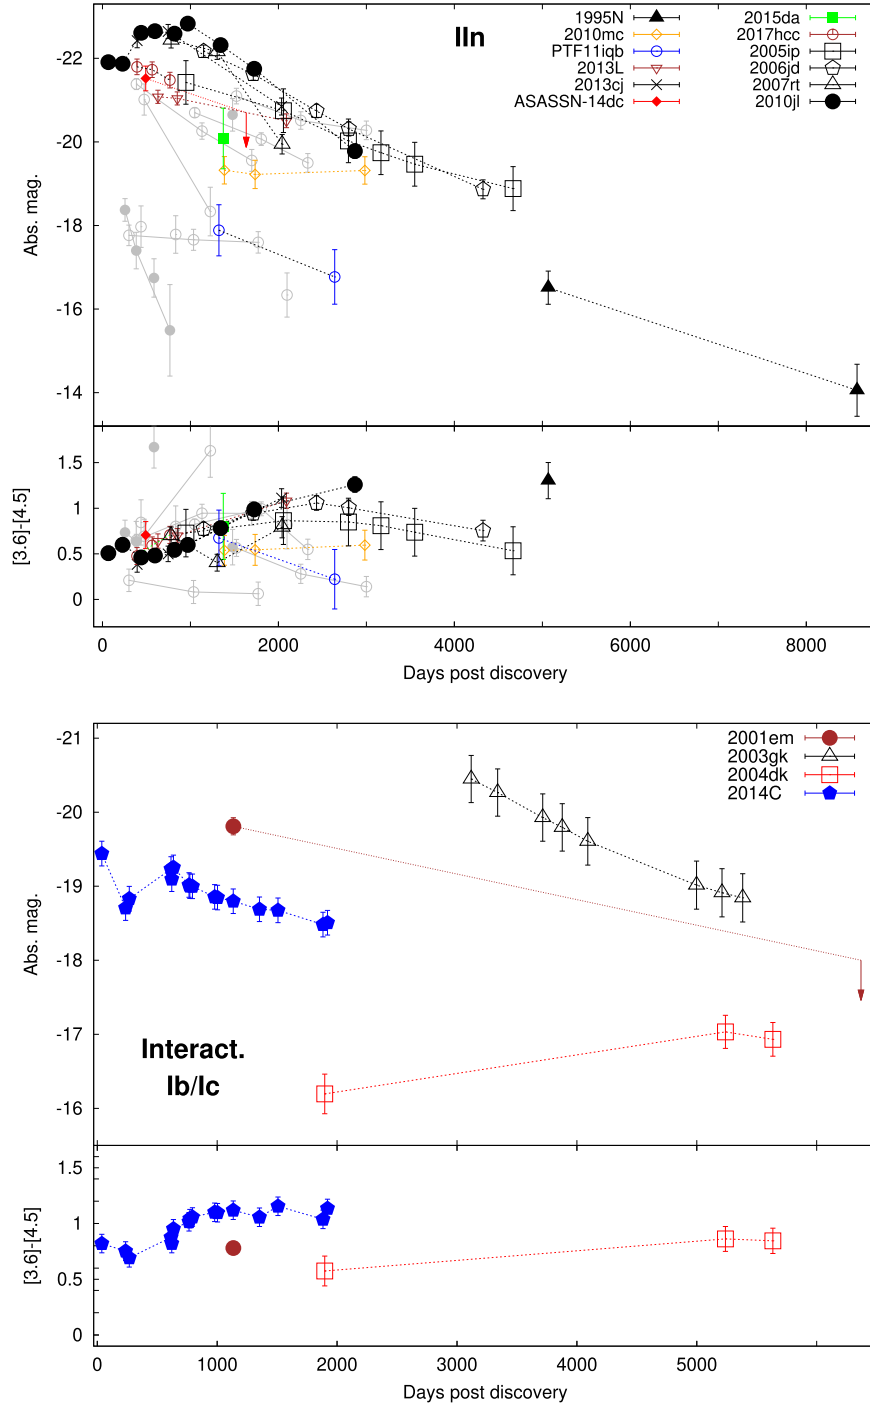 IIn
1995N
2010mc
PTF11iqb
2013L
2013cj
ASASSN-14dc
2015da
2017hcc
2005ip
2006jd
2007rt
2010jl
Abs. mag.
-22
-20
-18
-16
-14
[3.6]-[4.5]
1.5
1
0.5
0
0 2000 4000 6000 8000
Days post discovery
2001em
2003gk
2004dk
2014C
Abs. mag.
-21
-20
-19
-18
-17
-16
Interact.
Ib/Ic
[3.6]-[4.5]
1.5
1
0.5
0
0 1000 2000 3000 4000 5000
Days post discovery